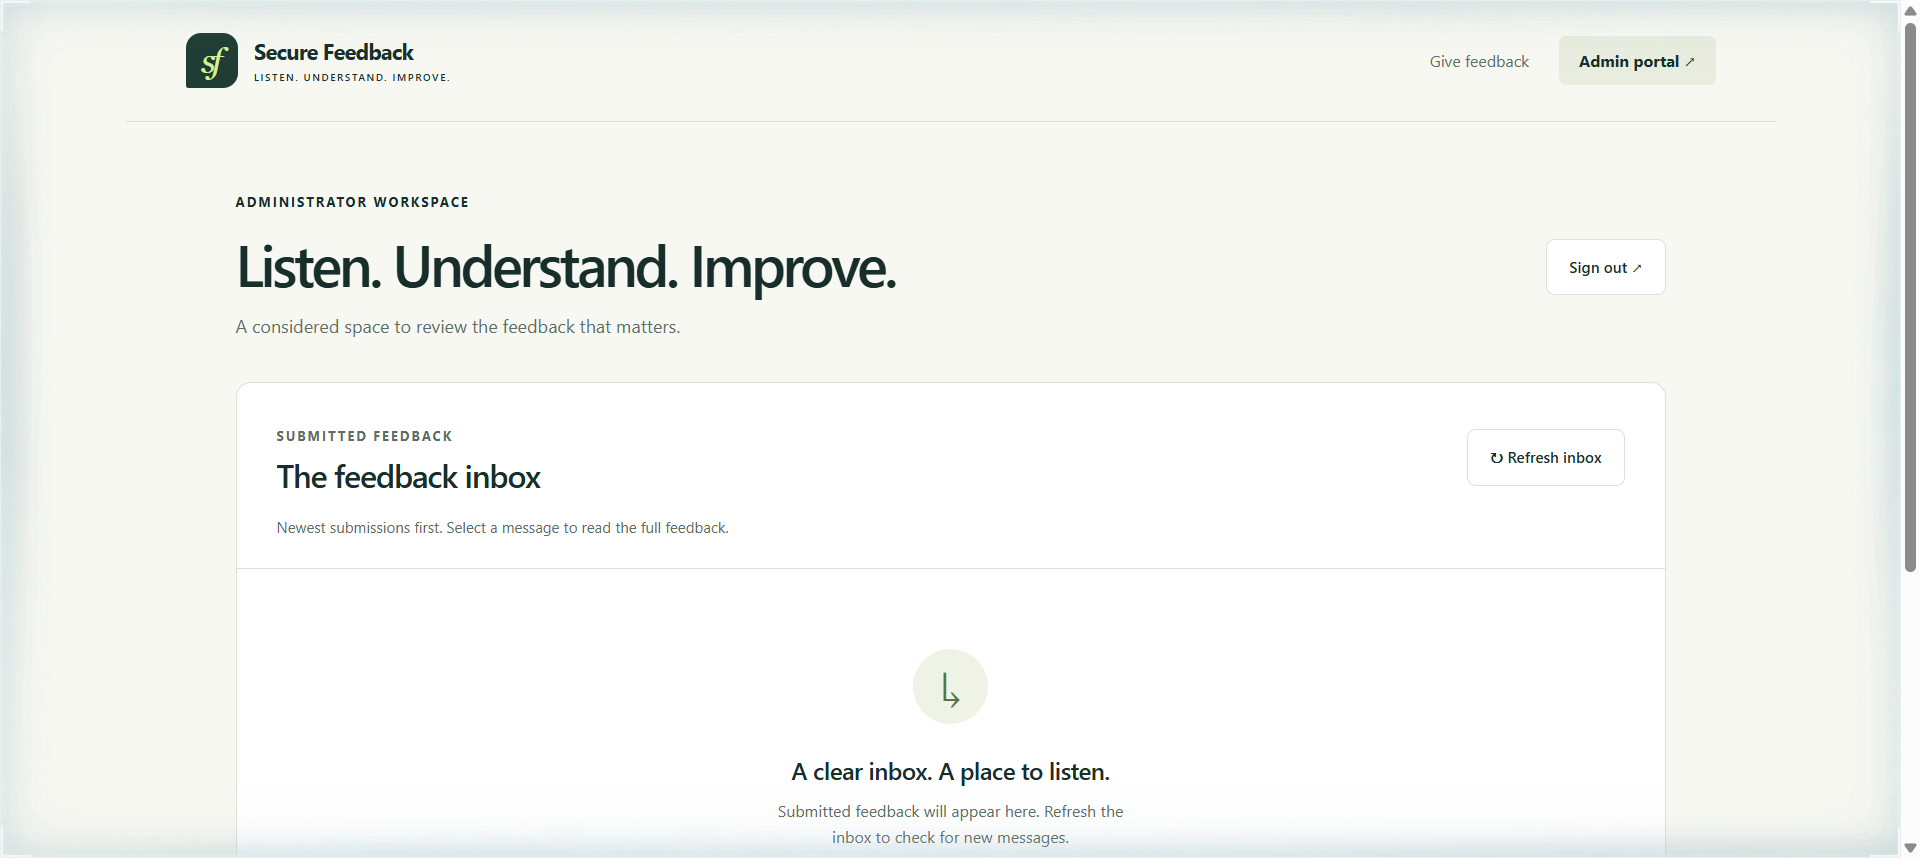 sf
Secure Feedback
LISTEN. UNDERSTAND. IMPROVE.
Give feedback
Admin portal ↗
ADMINISTRATOR WORKSPACE
Listen. Understand. Improve.
Sign out ↗
A considered space to review the feedback that matters.
SUBMITTED FEEDBACK
The feedback inbox
↻ Refresh inbox
Newest submissions first. Select a message to read the full feedback.
↳
A clear inbox. A place to listen.
Submitted feedback will appear here. Refresh the
inbox to check for new messages.